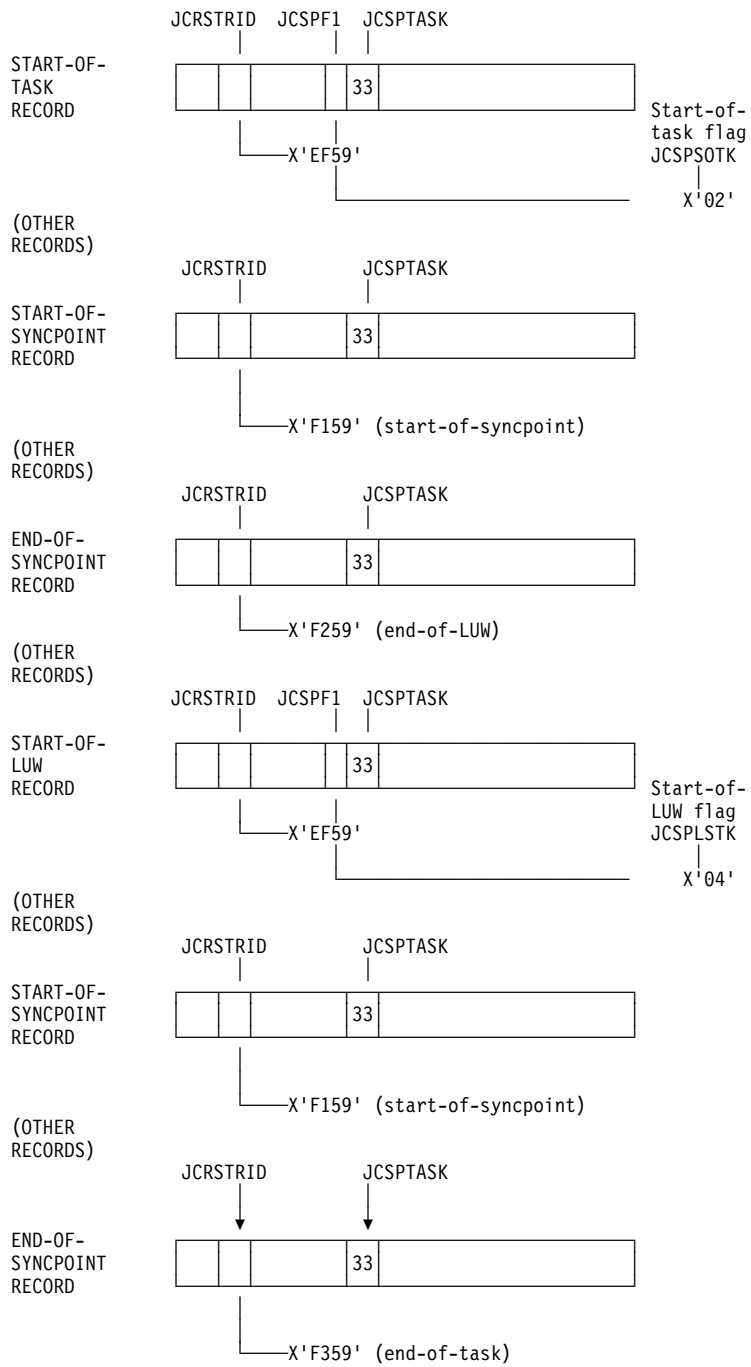 JCRSTRID JCSPF1 JCSPTASK
START-OF-
TASK
RECORD
33
Start-of-
task flag
JCSPSOTK
X'EF59'
X'02'
(OTHER
RECORDS)
JCRSTRID JCSPTASK
START-OF-
SYNCPOINT
RECORD
33
X'F159' (start-of-syncpoint)
(OTHER
RECORDS)
JCRSTRID JCSPTASK
END-OF-
SYNCPOINT
RECORD
33
X'F259' (end-of-LUW)
(OTHER
RECORDS)
JCRSTRID JCSPF1 JCSPTASK
START-OF-
LUW
RECORD
33
Start-of-
LUW flag
JCSPLSTK
X'EF59'
X'04'
(OTHER
RECORDS)
JCRSTRID JCSPTASK
START-OF-
SYNCPOINT
RECORD
33
X'F159' (start-of-syncpoint)
(OTHER
RECORDS)
JCRSTRID JCSPTASK
END-OF-
SYNCPOINT
RECORD
33
X'F359' (end-of-task)